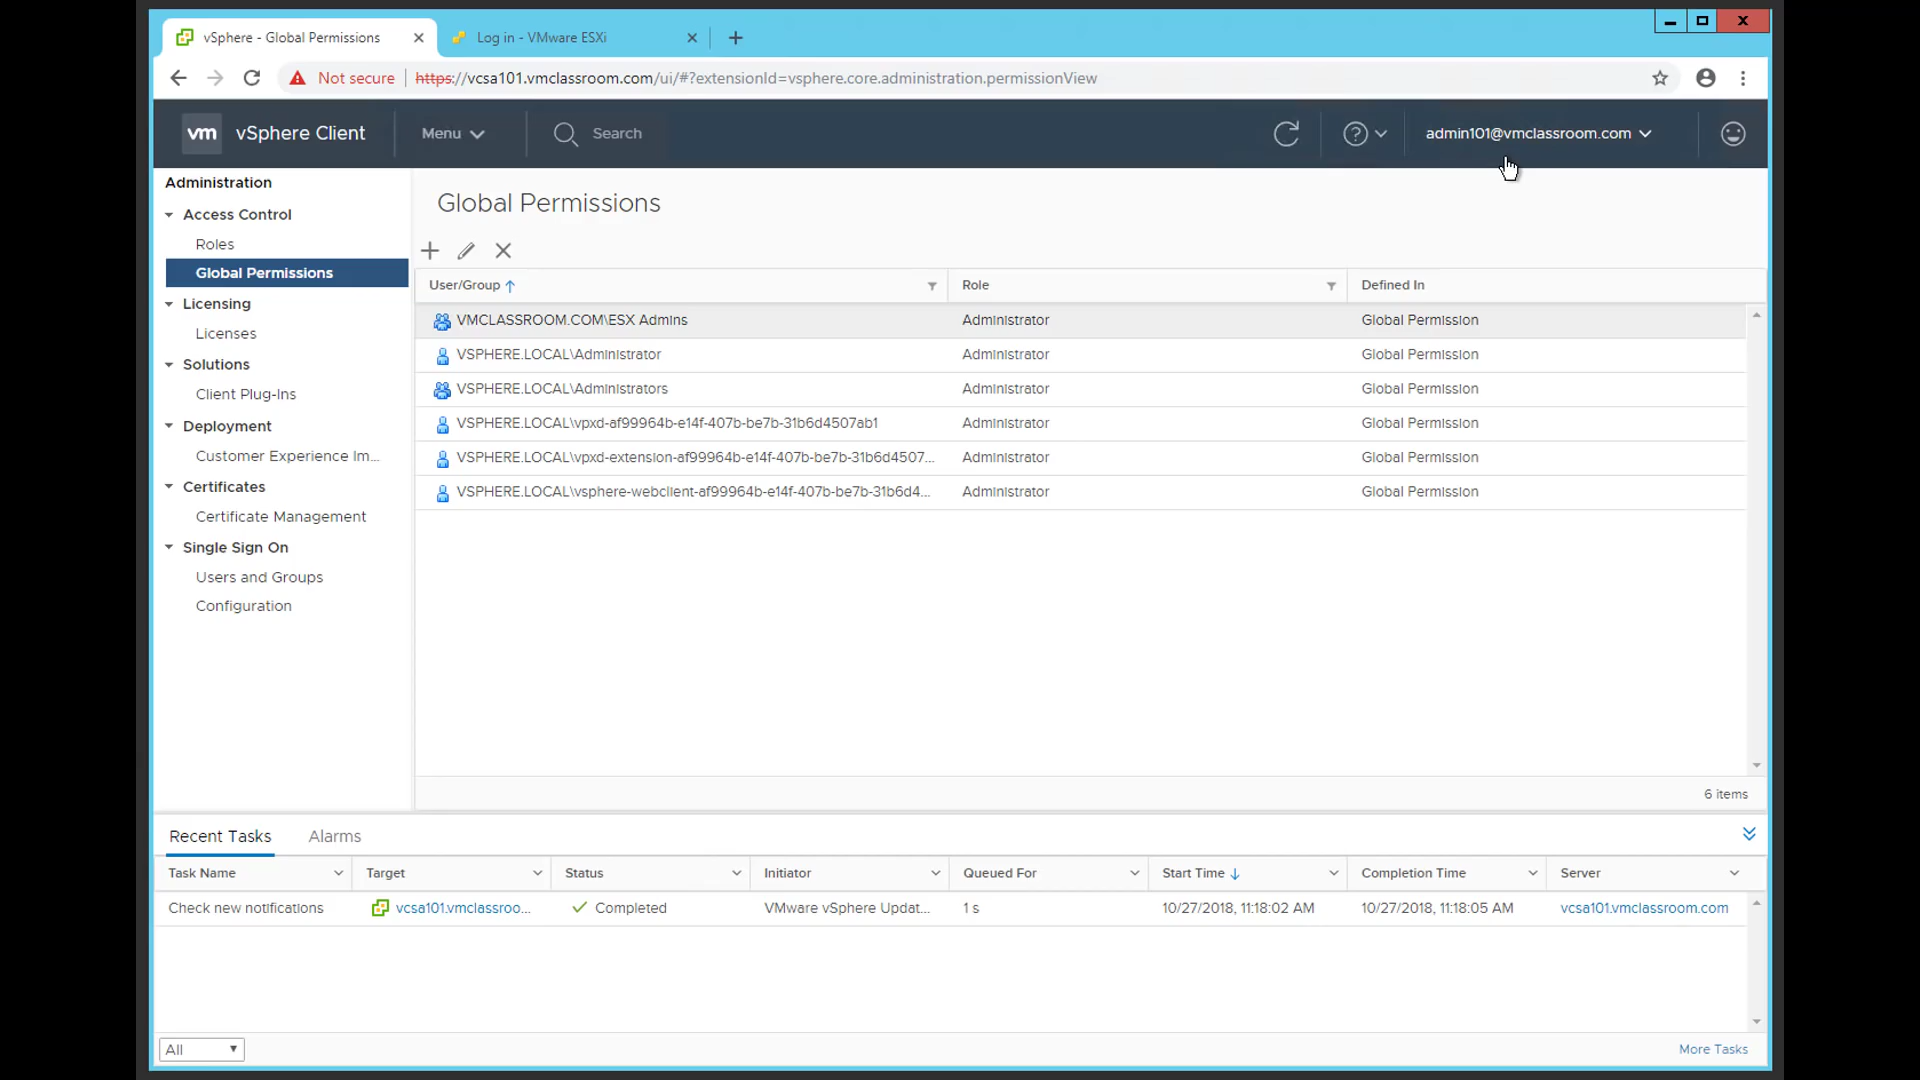 vSphere - Global Permissions
Log in - VMware ESXi
Not secure
https://vcsa101.vmclassroom.com/ui/#?extensionId=vsphere.core.administration.permissionView
vm
vSphere Client
Menu
Search
admin101@vmclassroom.com
Administration
Access Control
Roles
Global Permissions
Licensing
Licenses
Solutions
Client Plug-Ins
Deployment
Customer Experience Im...
Certificates
Certificate Management
Single Sign On
Users and Groups
Configuration
Global Permissions
User/Group Role Defined In
VMCLASSROOM.COM\ESX Admins Administrator Global Permission
VSPHERE.LOCAL\Administrator Administrator Global Permission
VSPHERE.LOCAL\Administrators Administrator Global Permission
VSPHERE.LOCAL\vpxd-af99964b-e14f-407b-be7b-31b6d4507ab1 Administrator Global Permission
VSPHERE.LOCAL\vpxd-extension-af99964b-e14f-407b-be7b-31b6d4507... Administrator Global Permission
VSPHERE.LOCAL\vsphere-webclient-af99964b-e14f-407b-be7b-31b6d4... Administrator Global Permission
6 items
Recent Tasks Alarms
Task Name Target Status Initiator Queued For Start Time Completion Time Server
Check new notifications vcsa101.vmclassroo... Completed VMware vSphere Updat... 1 s 10/27/2018, 11:18:02 AM 10/27/2018, 11:18:05 AM vcsa101.vmclassroom.com
All
More Tasks